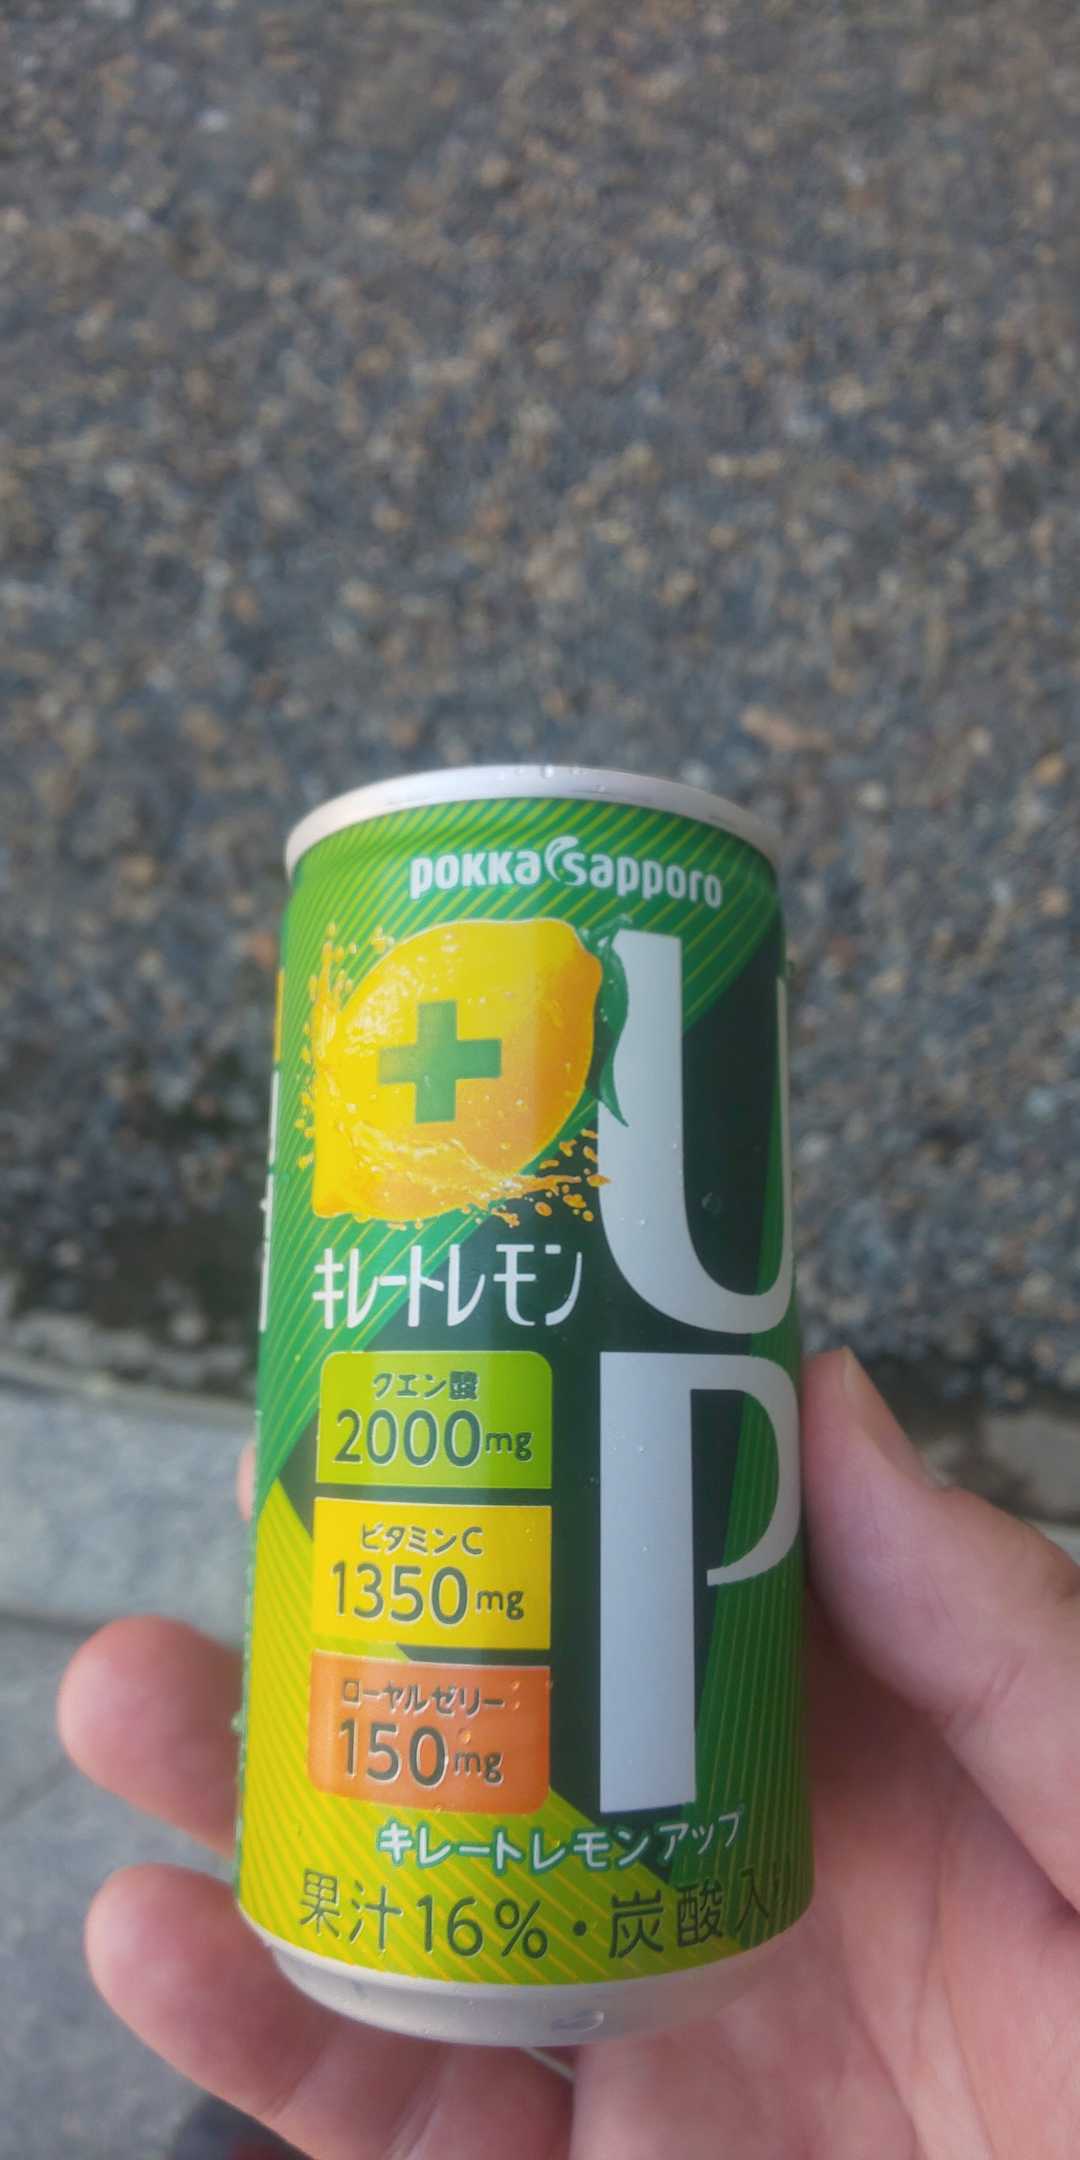 pokka sapporo
キレートレモン
UP
クエン酸
2000mg
ビタミンC
1350mg
ローヤルゼリー
150mg
キレートレモンアップ
果汁16%・炭酸入り